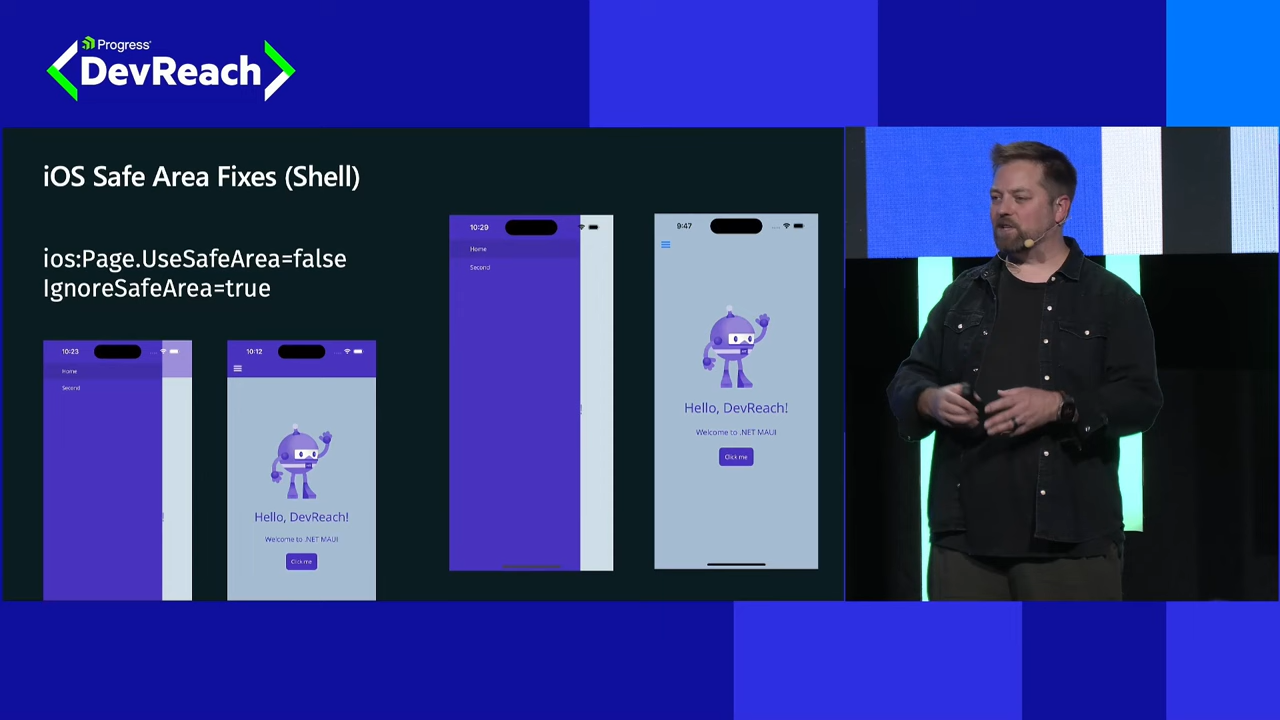 Progress®
DevReach
iOS Safe Area Fixes (Shell)
ios:Page.UseSafeArea=false
IgnoreSafeArea=true
10:23
Home
Second
10:12
Hello, DevReach!
Welcome to .NET MAUI
Click me
10:29
Home
Second
9:47
Hello, DevReach!
Welcome to .NET MAUI
Click me